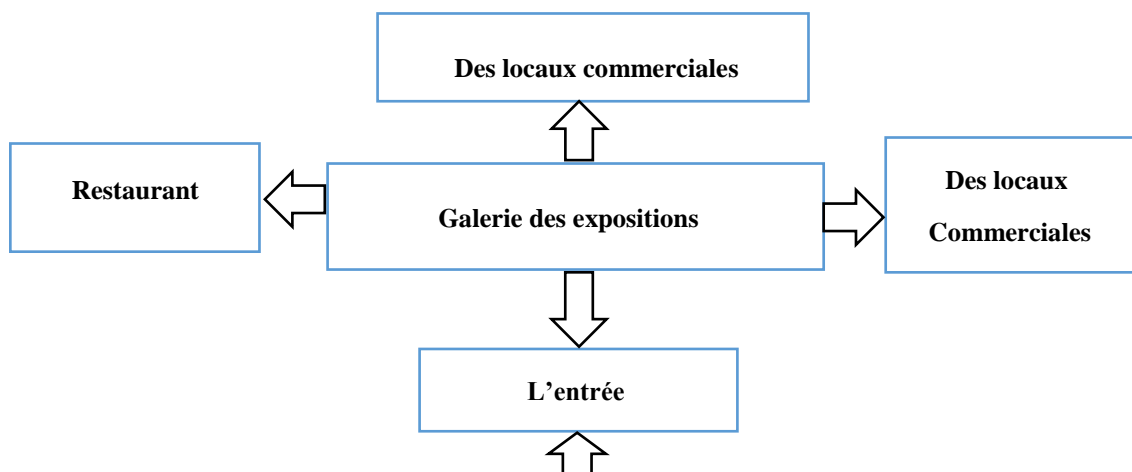 Des locaux commerciales
Restaurant
Galerie des expositions
Des locaux
Commerciales
L'entrée